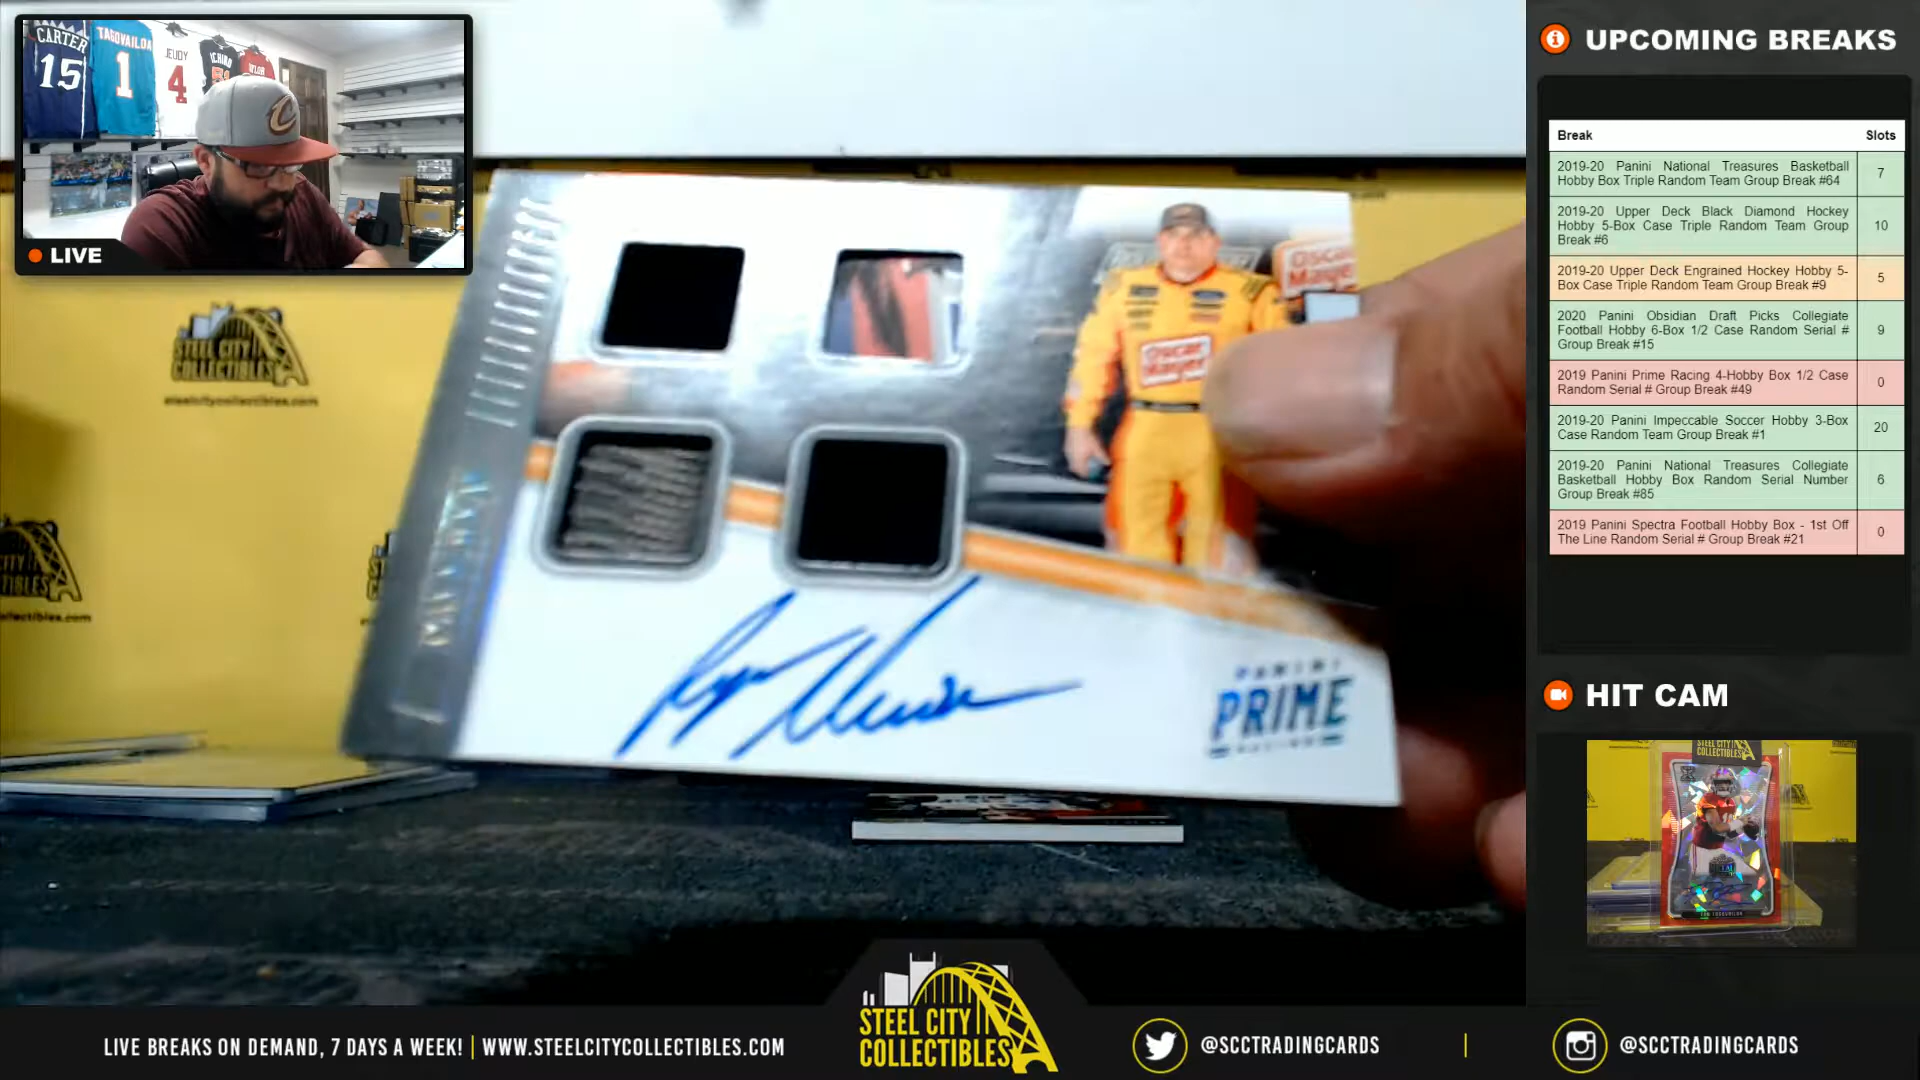 CARTER
15
TAGOVAILOA
1
JEUDY
4
ICHIRO
LIVE
STEEL CITY
COLLECTIBLES
steelcitycollectibles.com
Oscar
Mayer
Oscar
Mayer
PANINI
PRIME
RACING
UPCOMING BREAKS
Break Slots
2019-20 Panini National Treasures Basketball
Hobby Box Triple Random Team Group Break #64
7
2019-20 Upper Deck Black Diamond Hockey
Hobby 5-Box Case Triple Random Team Group
Break #6
10
2019-20 Upper Deck Engrained Hockey Hobby 5-
Box Case Triple Random Team Group Break #9
5
2020 Panini Obsidian Draft Picks Collegiate
Football Hobby 6-Box 1/2 Case Random Serial #
Group Break #15
9
2019 Panini Prime Racing 4-Hobby Box 1/2 Case
Random Serial # Group Break #49
0
2019-20 Panini Impeccable Soccer Hobby 3-Box
Case Random Team Group Break #1
20
2019-20 Panini National Treasures Collegiate
Basketball Hobby Box Random Serial Number
Group Break #85
6
2019 Panini Spectra Football Hobby Box - 1st Off
The Line Random Serial # Group Break #21
0
HIT CAM
STEEL CITY
COLLECTIBLES
LIVE BREAKS ON DEMAND, 7 DAYS A WEEK! | WWW.STEELCITYCOLLECTIBLES.COM
STEEL CITY
COLLECTIBLES
@SCCTRADINGCARDS
@SCCTRADINGCARDS